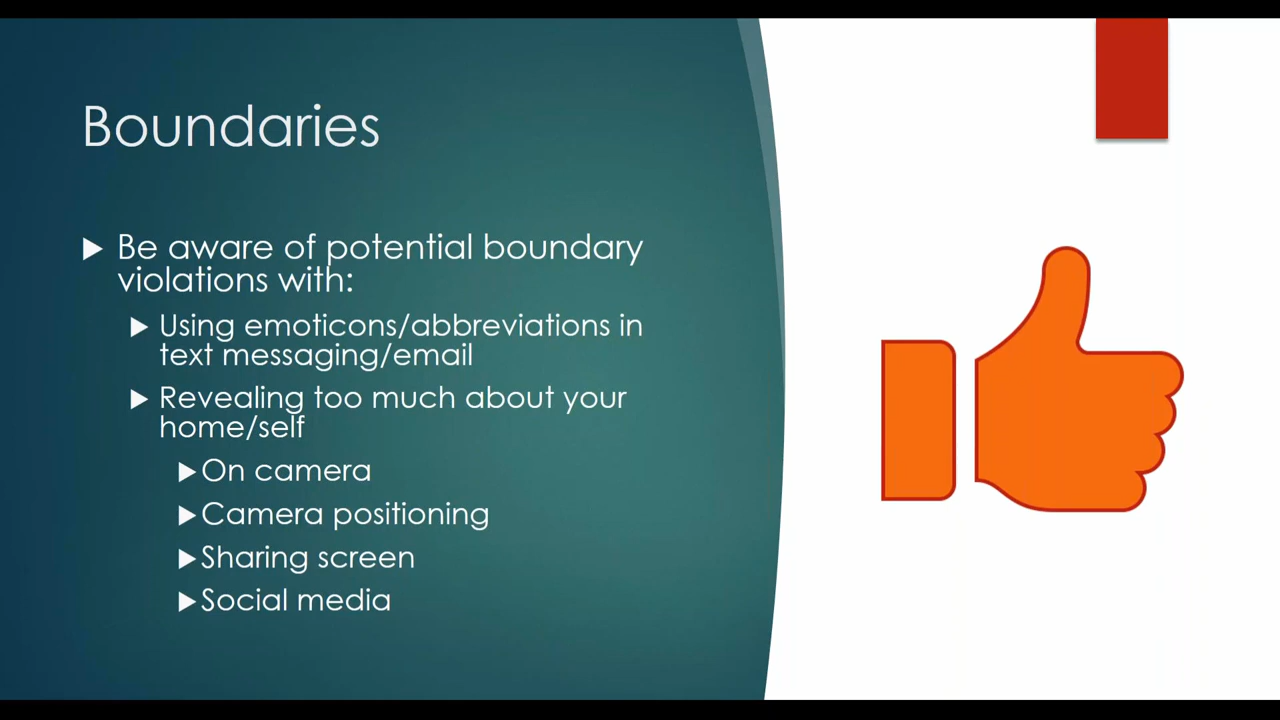 Boundaries
Be aware of potential boundary
violations with:
Using emoticons/abbreviations in
text messaging/email
Revealing too much about your
home/self
On camera
Camera positioning
Sharing screen
Social media